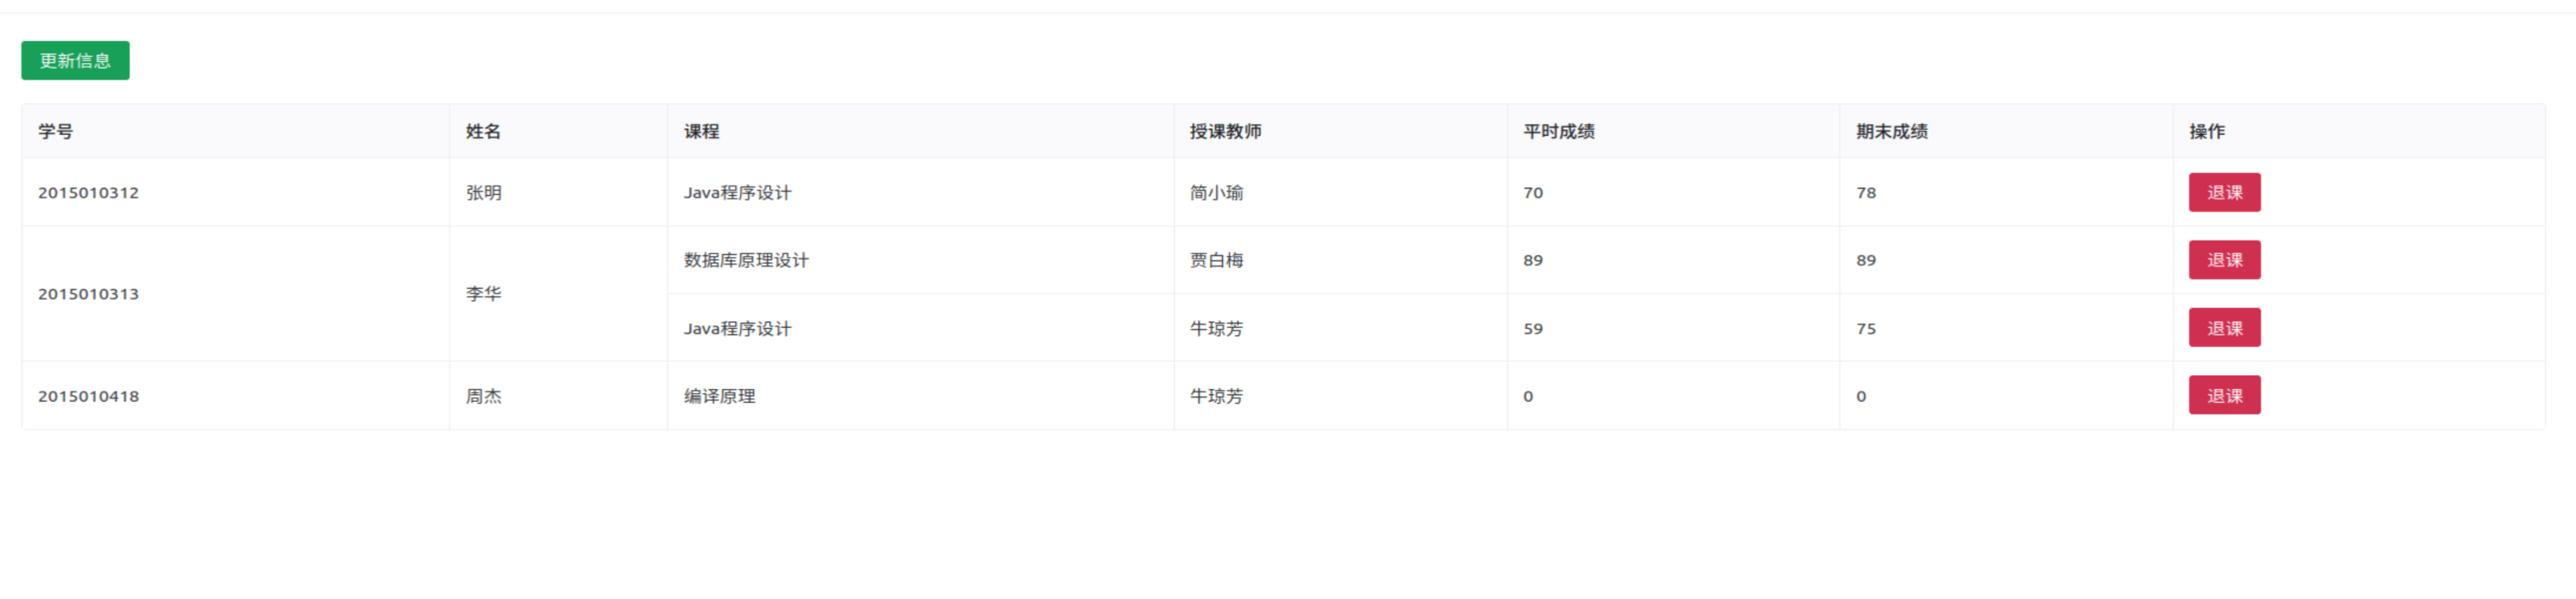 更新信息
学号 姓名 课程 授课教师 平时成绩 期末成绩 操作
2015010312 张明 Java程序设计 简小瑜 70 78 退课
2015010313 李华 数据库原理设计 贾白梅 89 89 退课
Java程序设计 牛琼芳 59 75 退课
2015010418 周杰 编译原理 牛琼芳 0 0 退课